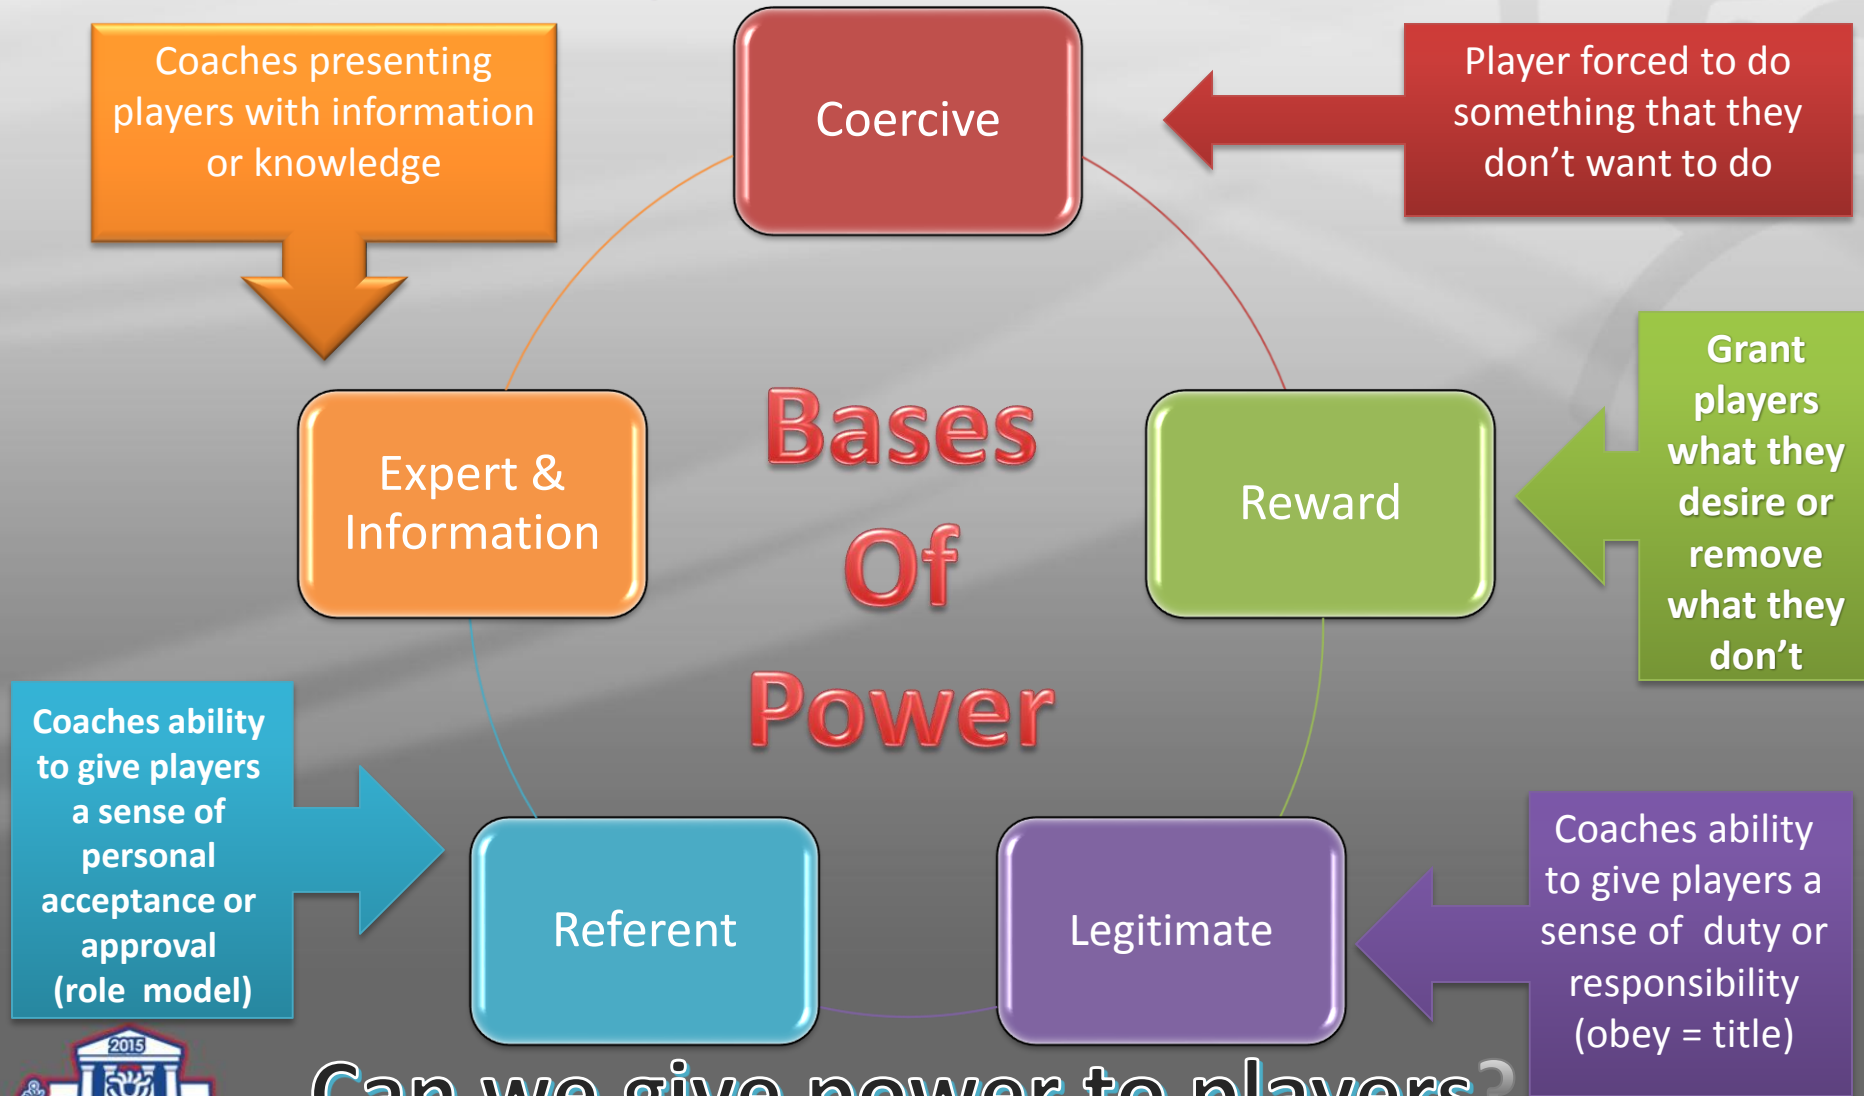 Coaches presenting
players with information
or knowledge
Coercive
Player forced to do
something that they
don’t want to do
Expert &
Information
Bases
Of
Power
Reward
Grant
players
what they
desire or
remove
what they
don’t
Coaches ability
to give players
a sense of
personal
acceptance or
approval
(role  model)
Referent
Legitimate
Coaches ability
to give players a
sense of  duty or
responsibility
(obey = title)
2015
Can we give power to players?